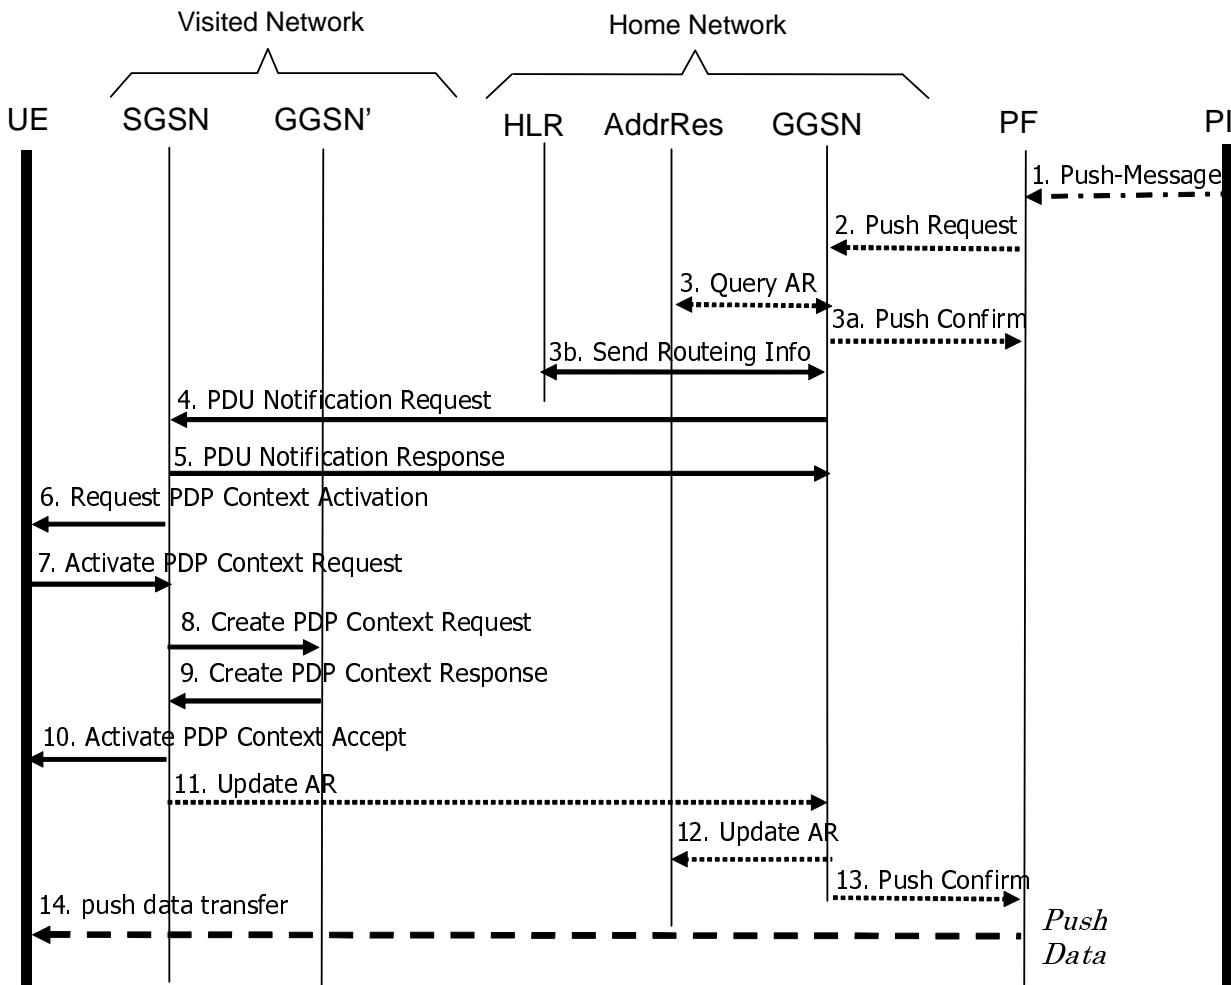 Visited Network
Home Network
UE
SGSN
GGSN’
HLR
AddrRes
GGSN
PF
PI
1. Push-Message
2. Push Request
3. Query AR
3a. Push Confirm
3b. Send Routeing Info
4. PDU Notification Request
5. PDU Notification Response
6. Request PDP Context Activation
7. Activate PDP Context Request
8. Create PDP Context Request
9. Create PDP Context Response
10. Activate PDP Context Accept
11. Update AR
12. Update AR
13. Push Confirm
14. push data transfer
Push
Data